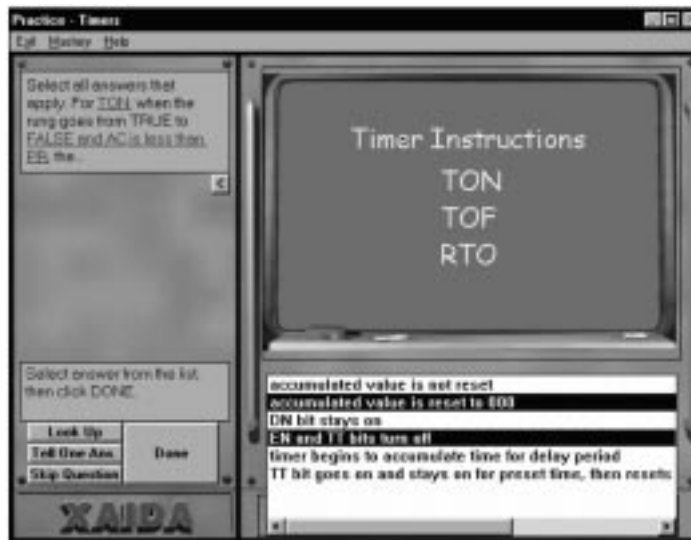 Practice - Timers
Exit Mastery Help
Select all answers that
apply. For TON, when the
rung goes from TRUE to
FALSE and AC is less than
PR, the...
<
Timer Instructions
TON
TOF
RTO
Select answer from the list,
then click DONE.
Look Up
Tell One Ans.
Skip Question
Done
XAIDA
accumulated value is not reset
accumulated value is reset to 000
DN bit stays on
EN and TT bits turn off
timer begins to accumulate time for delay period
TT bit goes on and stays on for preset time, then resets